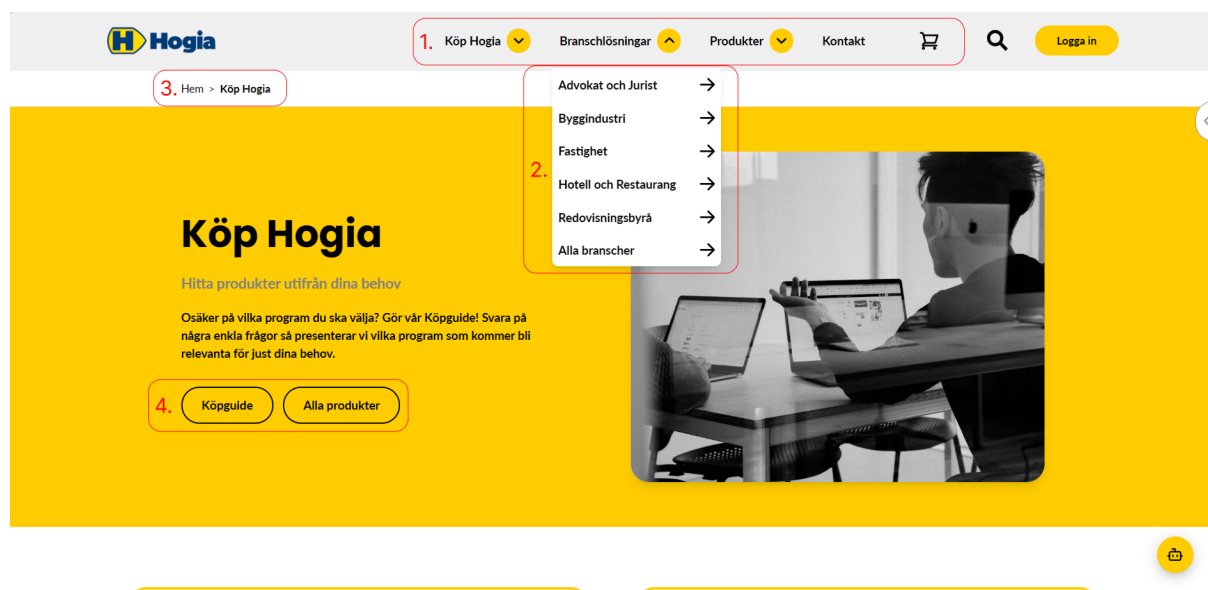 Hogia
1. Köp Hogia Branschlösningar Produkter Kontakt
Logga in
3. Hem > Köp Hogia
2.
Advokat och Jurist
Byggindustri
Fastighet
Hotell och Restaurang
Redovisningsbyrå
Alla branscher
Köp Hogia
Hitta produkter utifrån dina behov
Osäker på vilka program du ska välja? Gör vår Köpguide! Svara på
några enkla frågor så presenterar vi vilka program som kommer bli
relevanta för just dina behov.
4. Köpguide Alla produkter